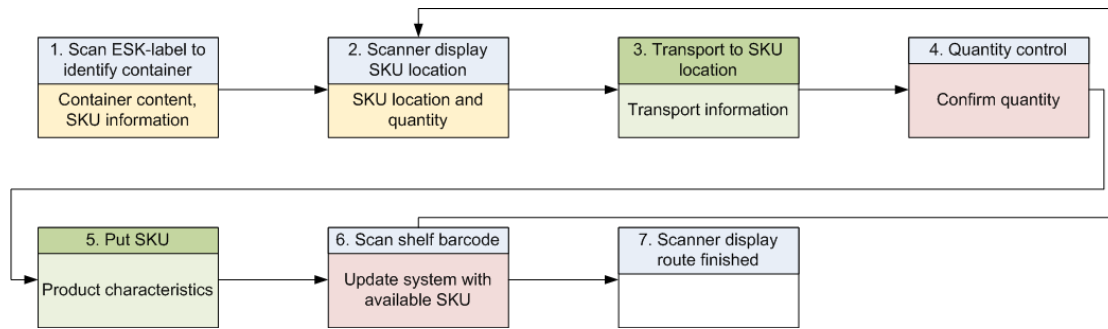 1. Scan ESK-label to
identify container
Container content,
SKU information
2. Scanner display
SKU location
SKU location and
quantity
3. Transport to SKU
location
Transport information
4. Quantity control
Confirm quantity
5. Put SKU
Product characteristics
6. Scan shelf barcode
Update system with
available SKU
7. Scanner display
route finished